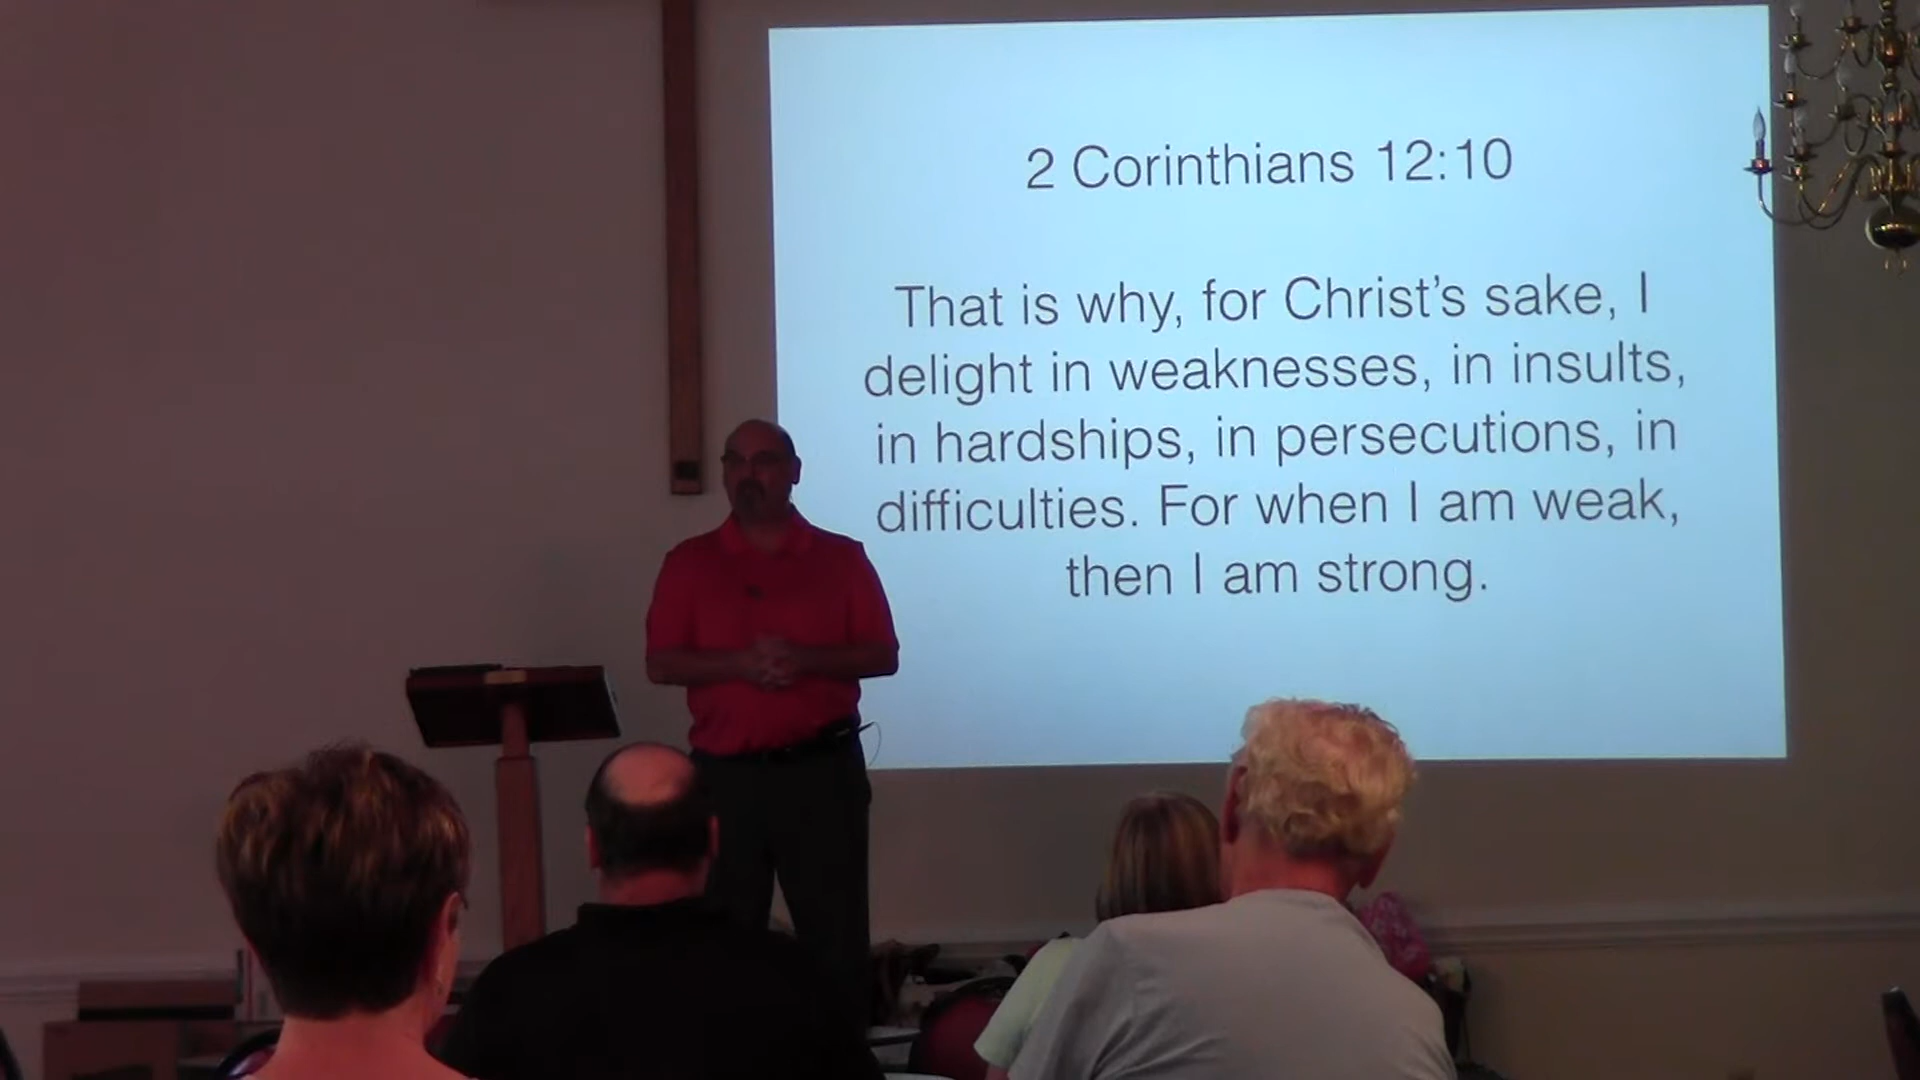 2 Corinthians 12:10
That is why, for Christ’s sake, I
delight in weaknesses, in insults,
in hardships, in persecutions, in
difficulties. For when I am weak,
then I am strong.